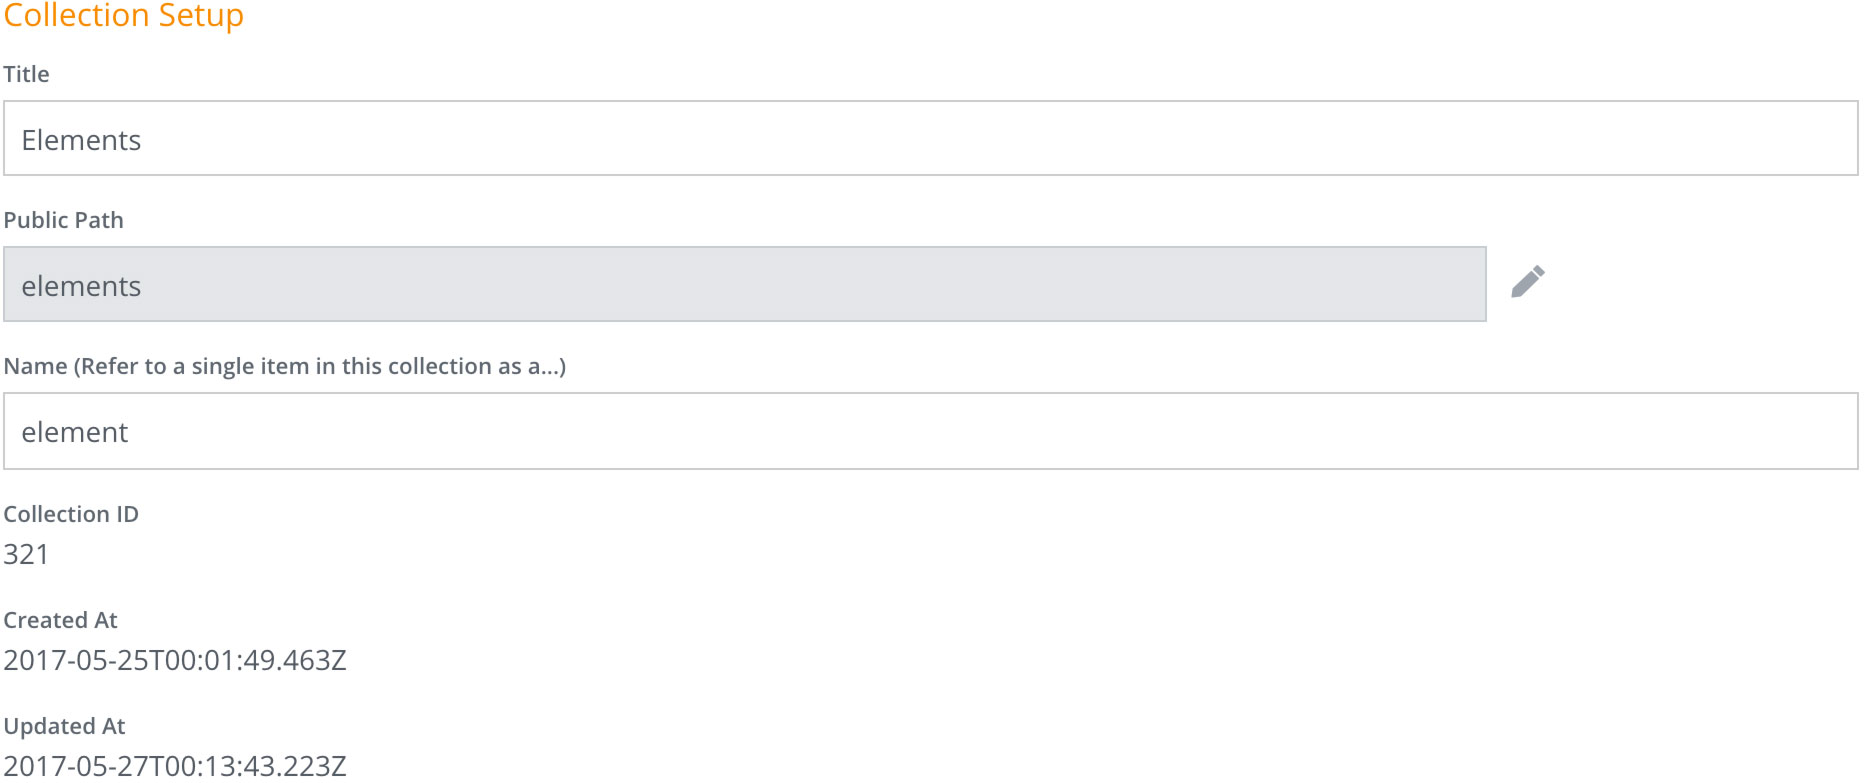 Collection Setup
Title
Elements
Public Path
elements
Name (Refer to a single item in this collection as a...)
element
Collection ID
321
Created At
2017-05-25T00:01:49.463Z
Updated At
2017-05-27T00:13:43.223Z